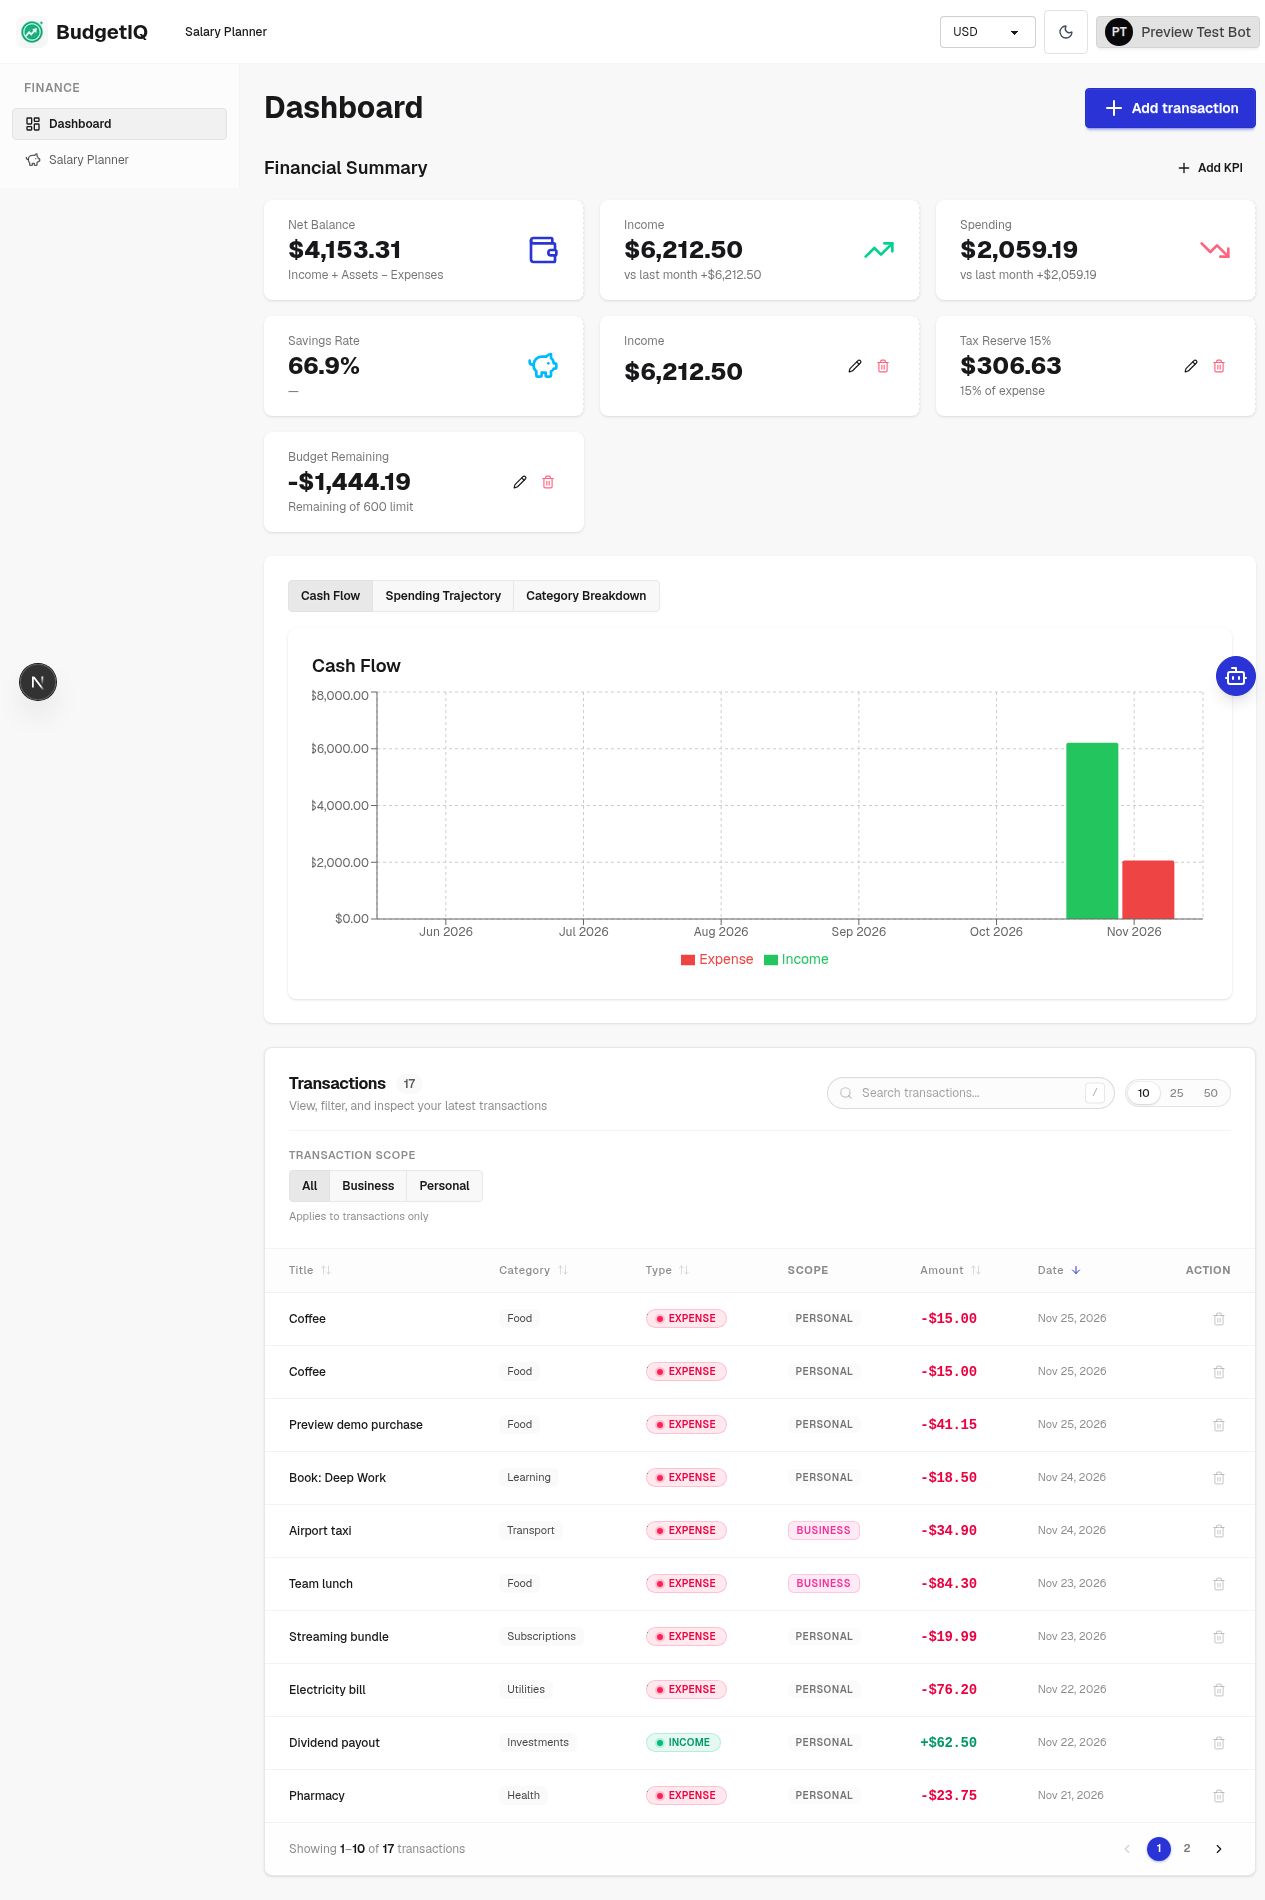 BudgetIQ
Salary Planner
USD
PT Preview Test Bot
FINANCE
Dashboard
Salary Planner
Dashboard
Add transaction
Financial Summary
Add KPI
Net Balance
$4,153.31
Income + Assets – Expenses
Income
$6,212.50
vs last month +$6,212.50
Spending
$2,059.19
vs last month +$2,059.19
Savings Rate
66.9%
—
Income
$6,212.50
Tax Reserve 15%
$306.63
15% of expense
Budget Remaining
-$1,444.19
Remaining of 600 limit
Cash Flow Spending Trajectory Category Breakdown
N
Cash Flow
$8,000.00
$6,000.00
$4,000.00
$2,000.00
$0.00
Jun 2026 Jul 2026 Aug 2026 Sep 2026 Oct 2026 Nov 2026
Expense Income
Transactions 17
View, filter, and inspect your latest transactions
Search transactions... /
10 25 50
TRANSACTION SCOPE
All Business Personal
Applies to transactions only
Title Category Type SCOPE Amount Date ACTION
Coffee Food EXPENSE PERSONAL -$15.00 Nov 25, 2026
Coffee Food EXPENSE PERSONAL -$15.00 Nov 25, 2026
Preview demo purchase Food EXPENSE PERSONAL -$41.15 Nov 25, 2026
Book: Deep Work Learning EXPENSE PERSONAL -$18.50 Nov 24, 2026
Airport taxi Transport EXPENSE BUSINESS -$34.90 Nov 24, 2026
Team lunch Food EXPENSE BUSINESS -$84.30 Nov 23, 2026
Streaming bundle Subscriptions EXPENSE PERSONAL -$19.99 Nov 23, 2026
Electricity bill Utilities EXPENSE PERSONAL -$76.20 Nov 22, 2026
Dividend payout Investments INCOME PERSONAL +$62.50 Nov 22, 2026
Pharmacy Health EXPENSE PERSONAL -$23.75 Nov 21, 2026
Showing 1–10 of 17 transactions
1 2